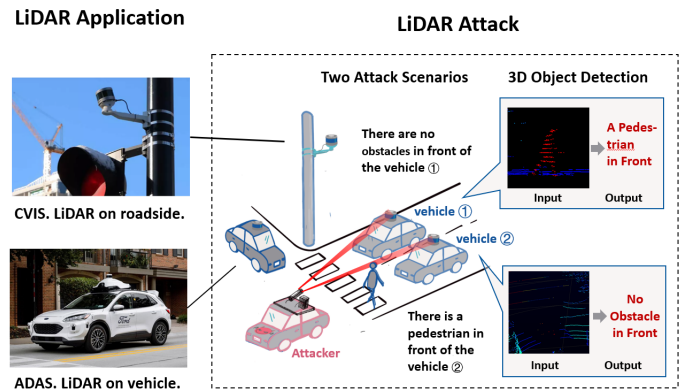 LiDAR Application
LiDAR Attack
Two Attack Scenarios
3D Object Detection
There are no
obstacles in front of
the vehicle ①
vehicle ①
vehicle ②
A Pedes-
trian
in Front
Input
Output
CVIS. LiDAR on roadside.
Ford
Attacker
There is a
pedestrian in
front of the
vehicle ②
No
Obstacle
in Front
Input
Output
ADAS. LiDAR on vehicle.